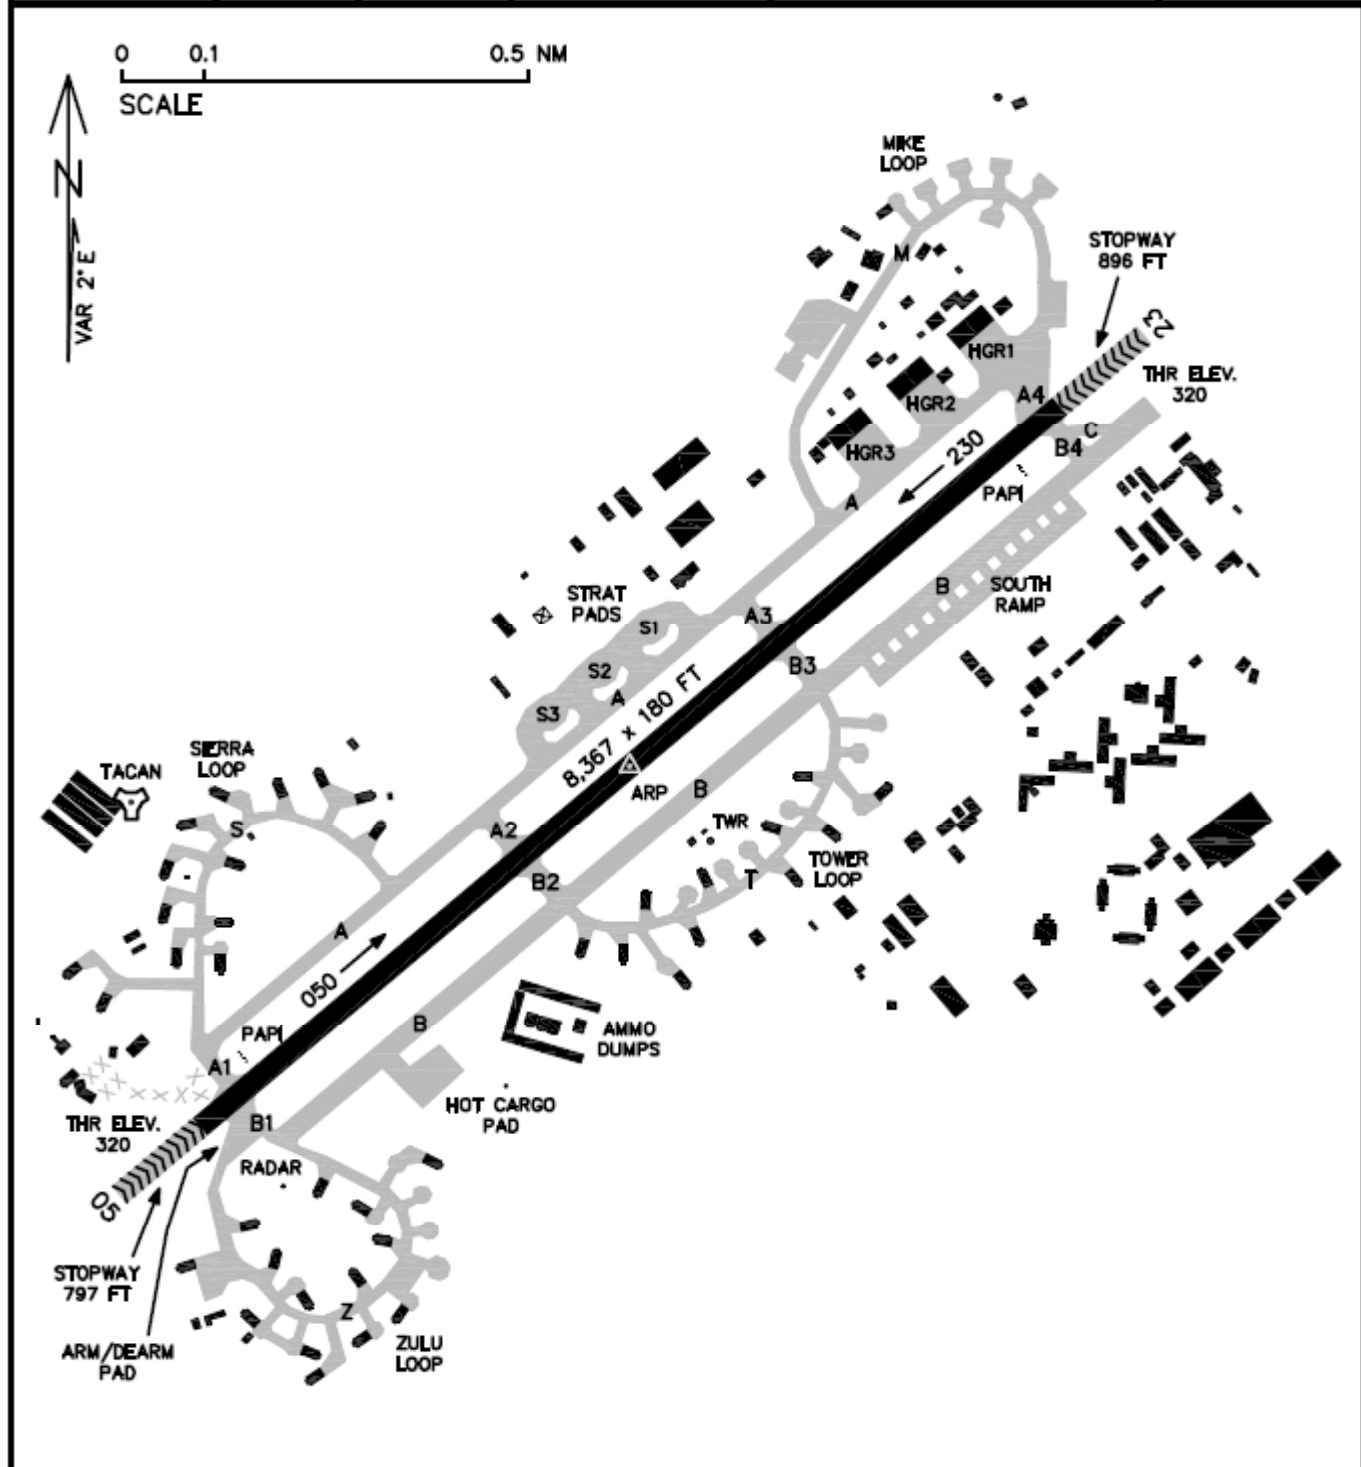 0 0.1 0.5 NM
SCALE
N
VAR 2°E
MIKE
LOOP
M
STOPWAY
896 FT
23
THR ELEV.
320
HGR1
HGR2
HGR3
A4
C
B4
230
PAPI
A
B
SOUTH
RAMP
STRAT
PADS
S1
S2
S3
A
A3
B3
8,367 x 180 FT
ARP
B
TWR
TOWER
LOOP
T
SIERRA
LOOP
TACAN
S
A2
B2
A
050
B
PAPI
A1
AMMO
DUMPS
HOT CARGO
PAD
THR ELEV.
320
B1
RADAR
05
STOPWAY
797 FT
ARM/DEARM
PAD
Z
ZULU
LOOP